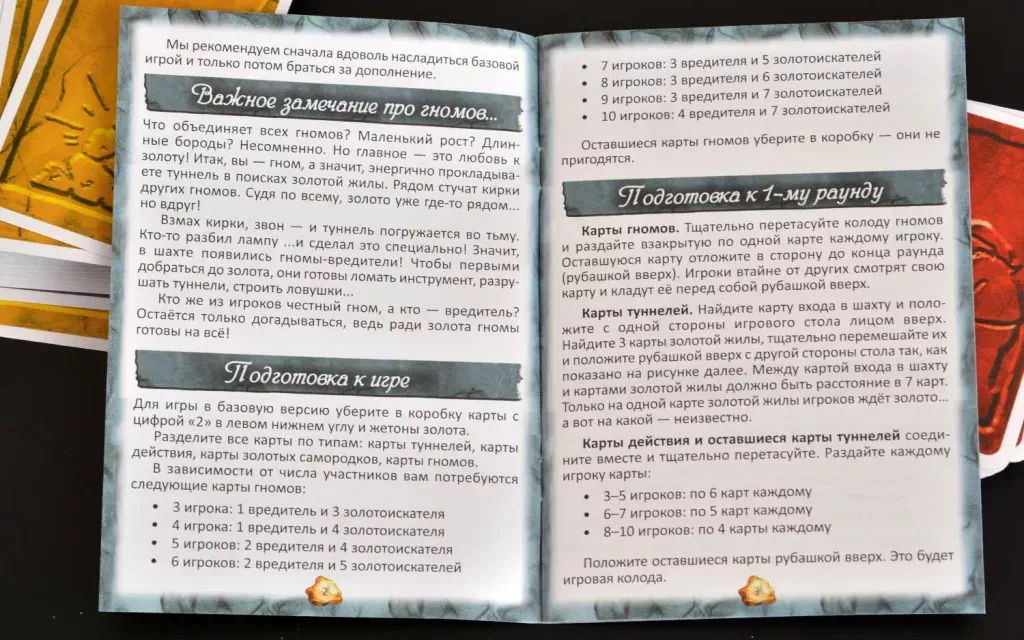 Мы рекомендуем сначала вдоволь насладиться базовой
игрой и только потом браться за дополнение.
Важное замечание про гномов...
Что объединяет всех гномов? Маленький рост? Длин-
ные бороды? Несомненно. Но главное — это любовь к
золоту! Итак, вы — гном, а значит, энергично прокладыва-
ете туннель в поисках золотой жилы. Рядом стучат кирки
других гномов. Судя по всему, золото уже где-то рядом...
но вдруг!
Взмах кирки, звон — и туннель погружается во тьму.
Кто-то разбил лампу ...и сделал это специально! Значит,
в шахте появились гномы-вредители! Чтобы первыми
добраться до золота, они готовы ломать инструмент, разру-
шать туннели, строить ловушки...
Кто же из игроков честный гном, а кто — вредитель?
Остаётся только догадываться, ведь ради золота гномы
готовы на всё!
Подготовка к игре
Для игры в базовую версию уберите в коробку карты с
цифрой «2» в левом нижнем углу и жетоны золота.
Разделите все карты по типам: карты туннелей, карты
действия, карты золотых самородков, карты гномов.
В зависимости от числа участников вам потребуются
следующие карты гномов:
• 3 игрока: 1 вредитель и 3 золотоискателя
• 4 игрока: 1 вредитель и 4 золотоискателя
• 5 игроков: 2 вредителя и 4 золотоискателя
• 6 игроков: 2 вредителя и 5 золотоискателей
2
• 7 игроков: 3 вредителя и 5 золотоискателей
• 8 игроков: 3 вредителя и 6 золотоискателей
• 9 игроков: 3 вредителя и 7 золотоискателей
• 10 игроков: 4 вредителя и 7 золотоискателей
Оставшиеся карты гномов уберите в коробку — они не
пригодятся.
Подготовка к 1-му раунду
Карты гномов. Тщательно перетасуйте колоду гномов
и раздайте взакрытую по одной карте каждому игроку.
Оставшуюся карту отложите в сторону до конца раунда
(рубашкой вверх). Игроки втайне от других смотрят свою
карту и кладут её перед собой рубашкой вверх.
Карты туннелей. Найдите карту входа в шахту и поло-
жите с одной стороны игрового стола лицом вверх.
Найдите 3 карты золотой жилы, тщательно перемешайте их
и положите рубашкой вверх с другой стороны стола так, как
показано на рисунке далее. Между картой входа в шахту
и картами золотой жилы должно быть расстояние в 7 карт.
Только на одной карте золотой жилы игроков ждёт золото...
а вот на какой — неизвестно.
Карты действия и оставшиеся карты туннелей соеди-
ните вместе и тщательно перетасуйте. Раздайте каждому
игроку карты:
• 3–5 игроков: по 6 карт каждому
• 6–7 игроков: по 5 карт каждому
• 8–10 игроков: по 4 карты каждому
Положите оставшиеся карты рубашкой вверх. Это будет
игровая колода.
3